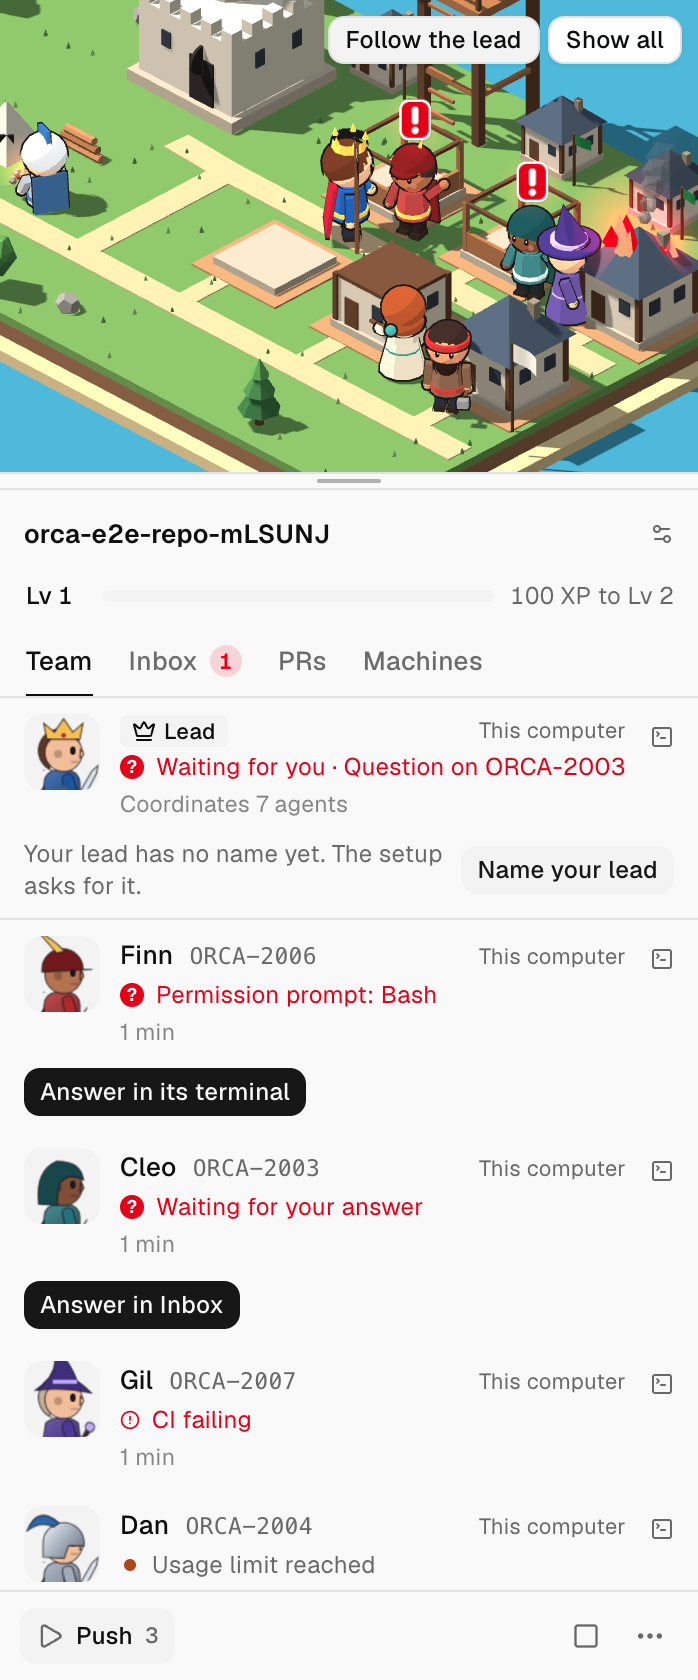 Follow the lead
Show all
orca-e2e-repo-mLSUNJ
Lv 1
100 XP to Lv 2
Team
Inbox 1
PRs
Machines
Lead
This computer
Waiting for you · Question on ORCA-2003
Coordinates 7 agents
Your lead has no name yet. The setup
asks for it.
Name your lead
Finn ORCA-2006
This computer
Permission prompt: Bash
1 min
Answer in its terminal
Cleo ORCA-2003
This computer
Waiting for your answer
1 min
Answer in Inbox
Gil ORCA-2007
This computer
CI failing
1 min
Dan ORCA-2004
This computer
Usage limit reached
Push 3